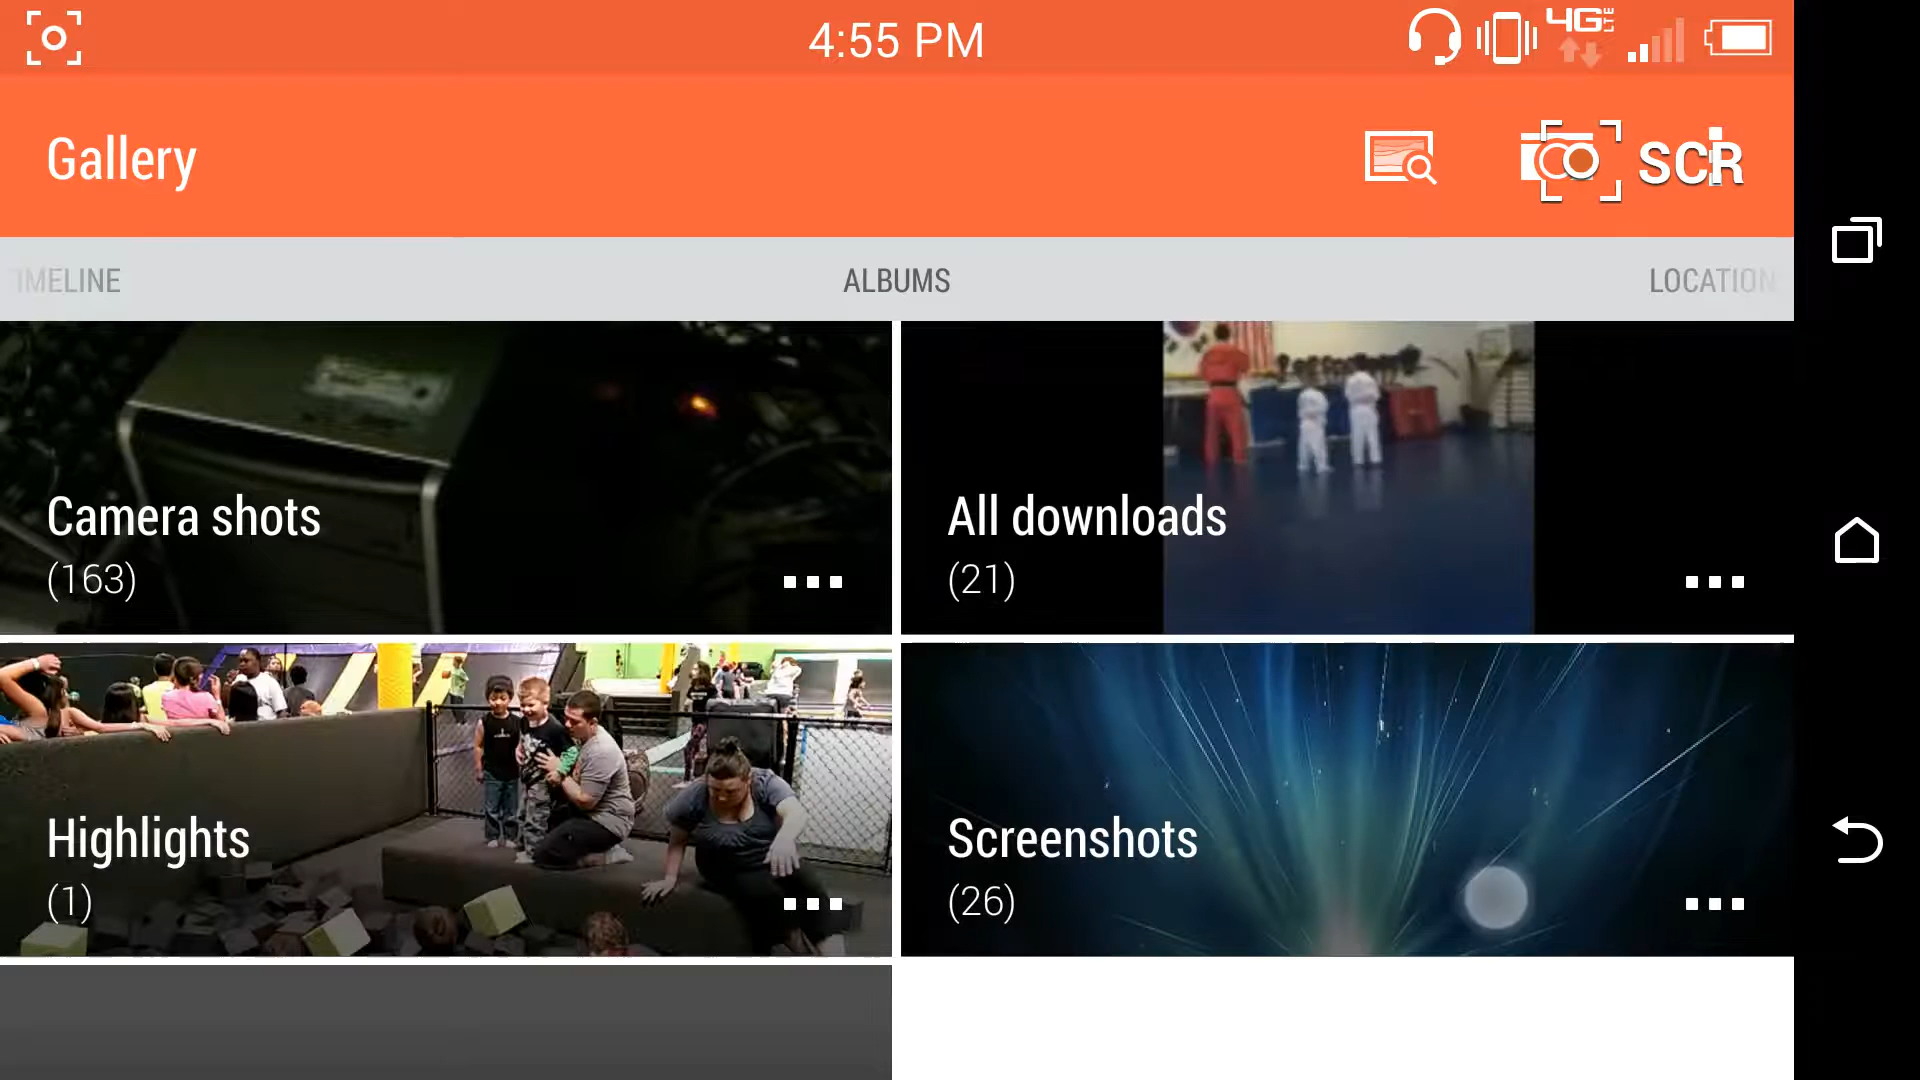 4:55 PM
4G LTE
Gallery
SCR
IMELINE
ALBUMS
LOCATION
Camera shots
(163)
All downloads
(21)
Highlights
(1)
Screenshots
(26)